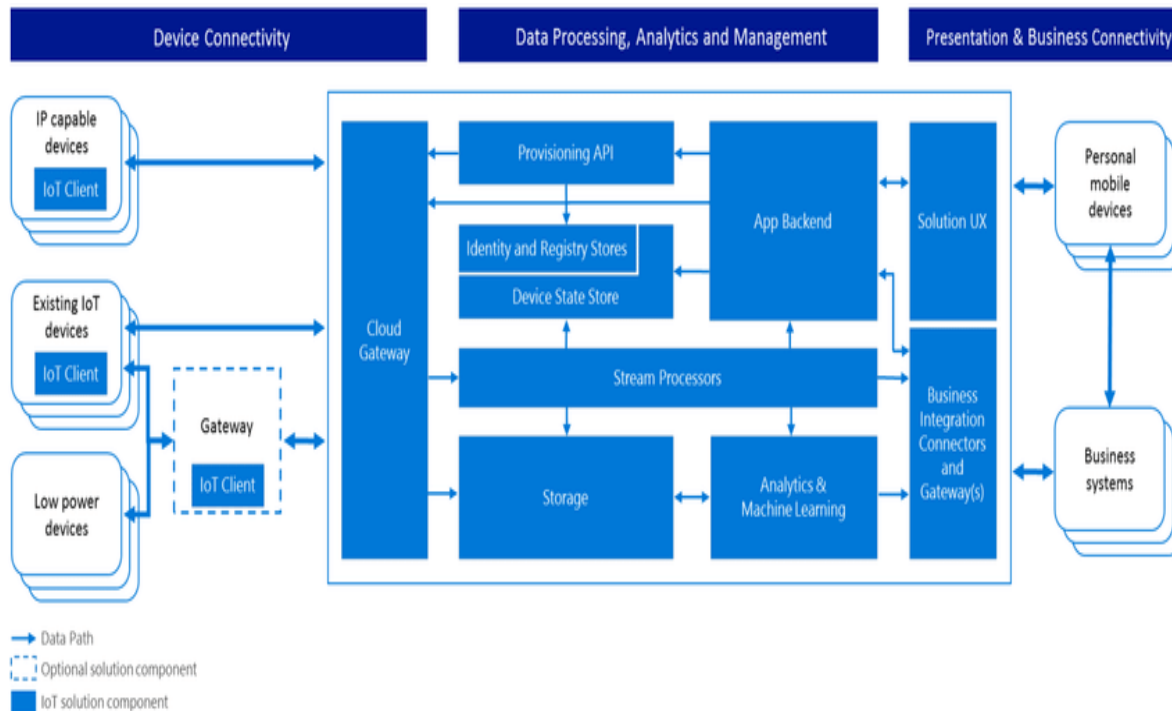 Device Connectivity
Data Processing, Analytics and Management
Presentation & Business Connectivity
IP capable
devices
IoT Client
Existing IoT
devices
IoT Client
Low power
devices
Gateway
IoT Client
Cloud
Gateway
Provisioning API
Identity and Registry Stores
Device State Store
App Backend
Stream Processors
Storage
Analytics &
Machine Learning
Solution UX
Business
Integration
Connectors
and
Gateway(s)
Personal
mobile
devices
Business
systems
Data Path
Optional solution component
IoT solution component